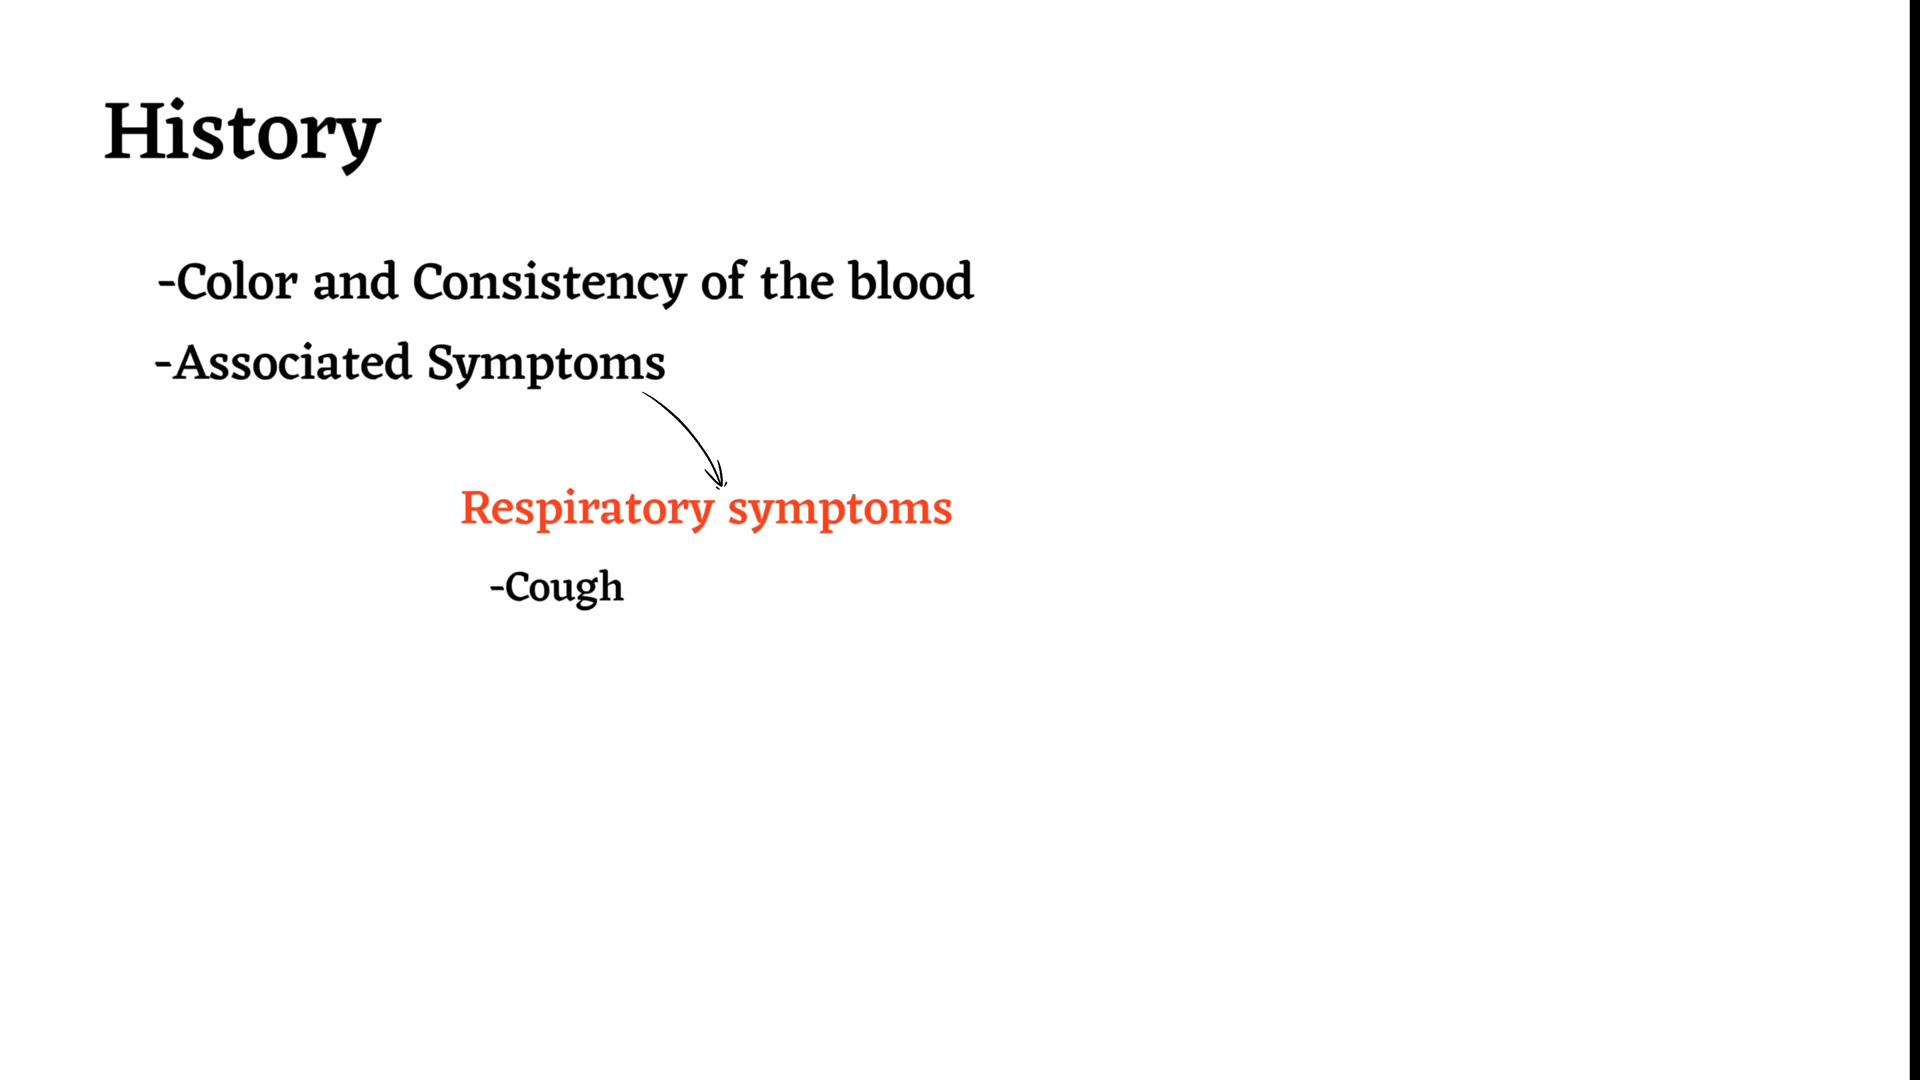 History
-Color and Consistency of the blood
-Associated Symptoms
Respiratory symptoms
-Cough